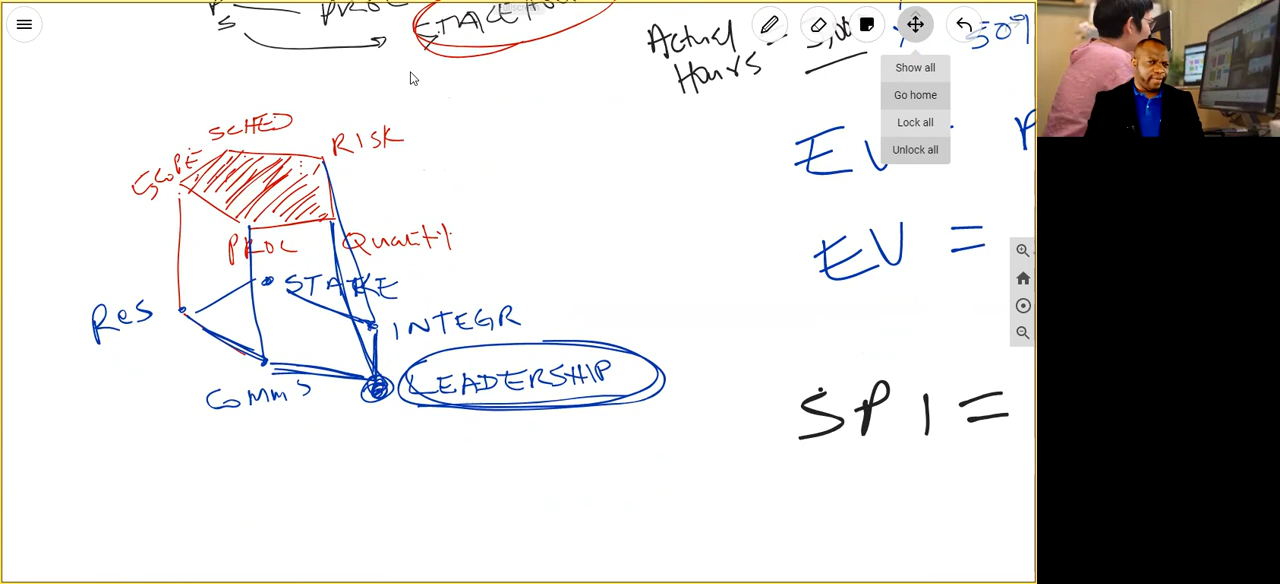 S
PROC
Actual
Hours
Show all
Go home
Lock all
Unlock all
SCHED
RISK
SCOPE
PROC
Quality
STAKE
RES
INTEGR
LEADERSHIP
Comms
EV
EV =
SPI =